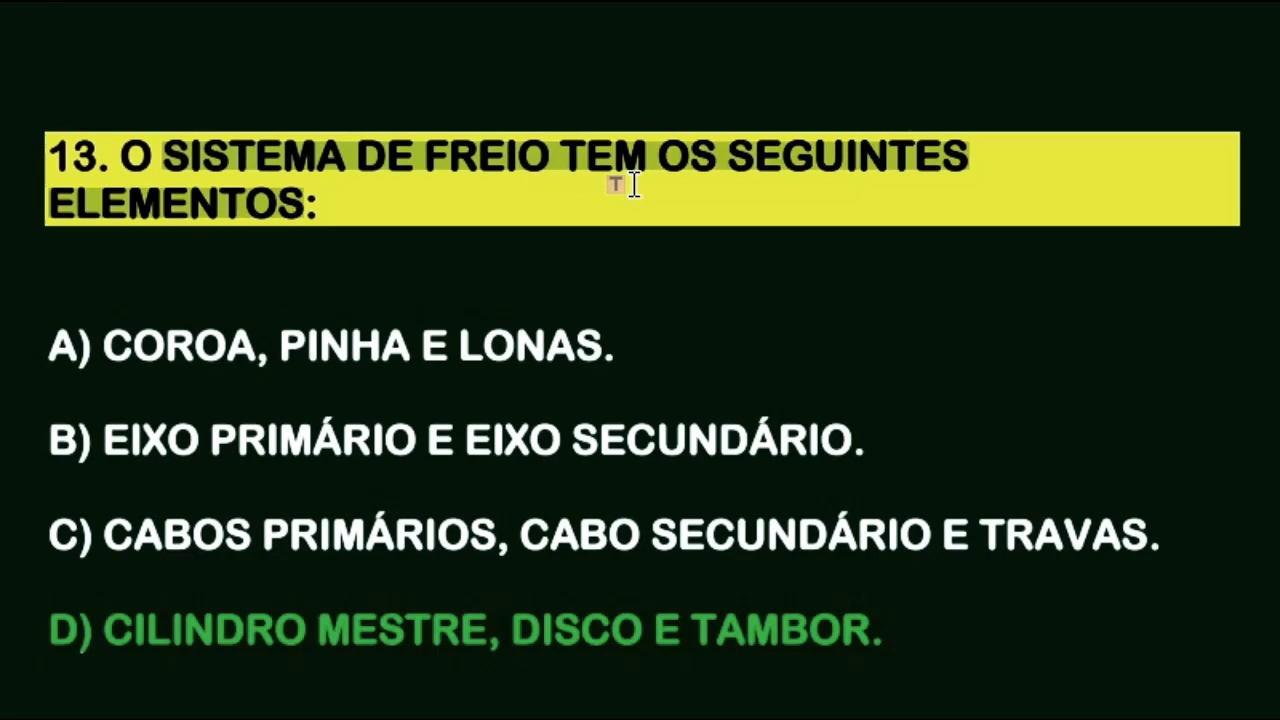 13. O SISTEMA DE FREIO TEM OS SEGUINTES
ELEMENTOS:
T
A) COROA, PINHA E LONAS.
B) EIXO PRIMÁRIO E EIXO SECUNDÁRIO.
C) CABOS PRIMÁRIOS, CABO SECUNDÁRIO E TRAVAS.
D) CILINDRO MESTRE, DISCO E TAMBOR.